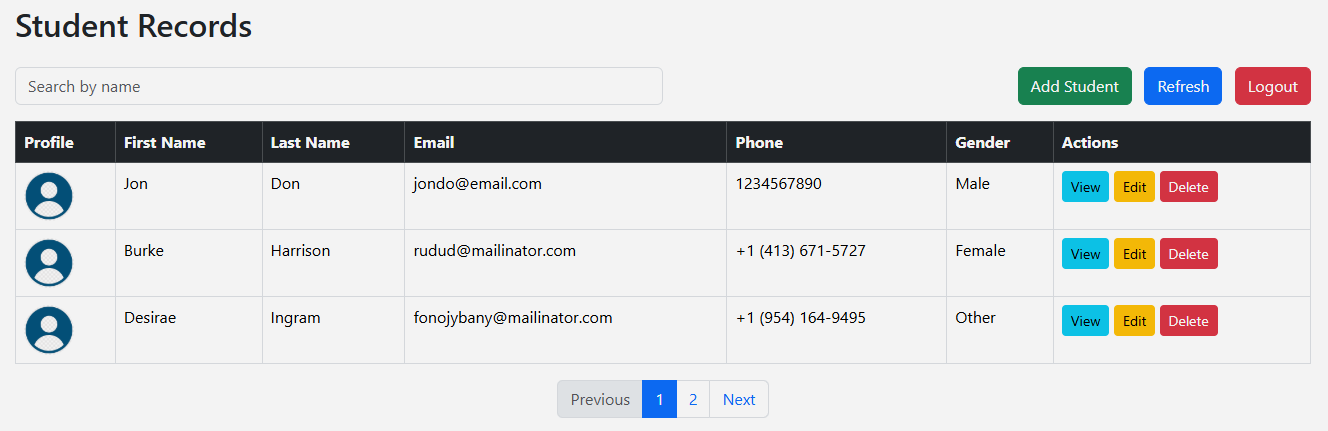 Student Records
Search by name Add Student Refresh Logout
Profile First Name Last Name Email Phone Gender Actions
Jon Don jondo@email.com 1234567890 Male View Edit Delete
Burke Harrison rudud@mailinator.com +1 (413) 671-5727 Female View Edit Delete
Desirae Ingram fonojybany@mailinator.com +1 (954) 164-9495 Other View Edit Delete
Previous 1 2 Next